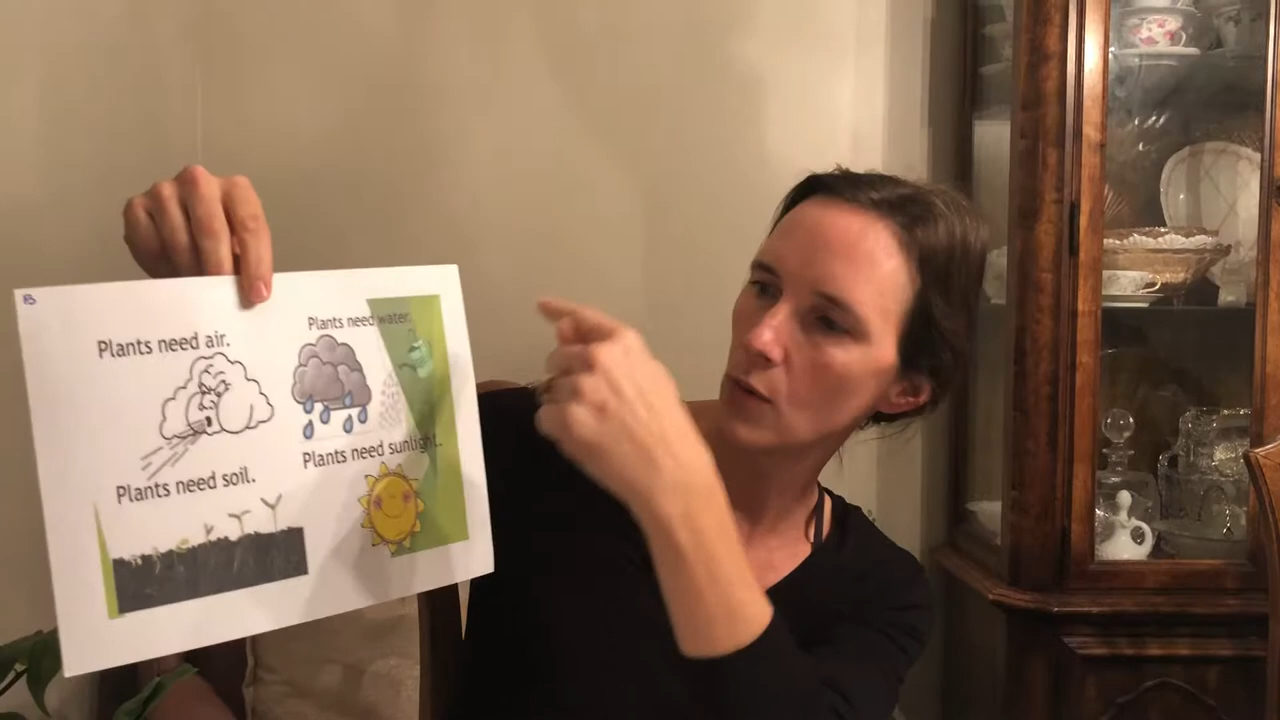 Plants need air.
Plants need water.
Plants need soil.
Plants need sunlight.